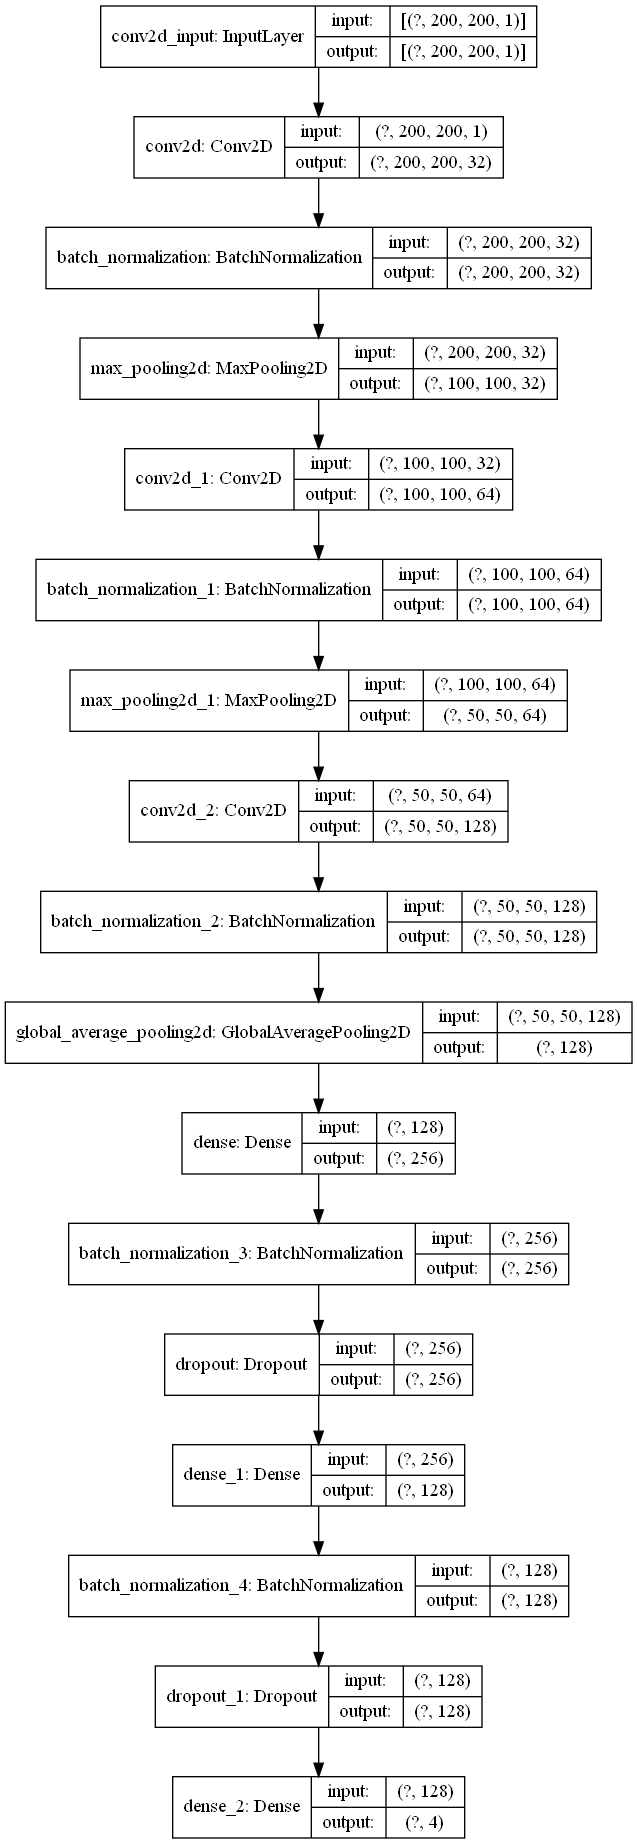 conv2d_input: InputLayer
input: [(?, 200, 200, 1)]
output: [(?, 200, 200, 1)]
conv2d: Conv2D
input: (?, 200, 200, 1)
output: (?, 200, 200, 32)
batch_normalization: BatchNormalization
input: (?, 200, 200, 32)
output: (?, 200, 200, 32)
max_pooling2d: MaxPooling2D
input: (?, 200, 200, 32)
output: (?, 100, 100, 32)
conv2d_1: Conv2D
input: (?, 100, 100, 32)
output: (?, 100, 100, 64)
batch_normalization_1: BatchNormalization
input: (?, 100, 100, 64)
output: (?, 100, 100, 64)
max_pooling2d_1: MaxPooling2D
input: (?, 100, 100, 64)
output: (?, 50, 50, 64)
conv2d_2: Conv2D
input: (?, 50, 50, 64)
output: (?, 50, 50, 128)
batch_normalization_2: BatchNormalization
input: (?, 50, 50, 128)
output: (?, 50, 50, 128)
global_average_pooling2d: GlobalAveragePooling2D
input: (?, 50, 50, 128)
output: (?, 128)
dense: Dense
input: (?, 128)
output: (?, 256)
batch_normalization_3: BatchNormalization
input: (?, 256)
output: (?, 256)
dropout: Dropout
input: (?, 256)
output: (?, 256)
dense_1: Dense
input: (?, 256)
output: (?, 128)
batch_normalization_4: BatchNormalization
input: (?, 128)
output: (?, 128)
dropout_1: Dropout
input: (?, 128)
output: (?, 128)
dense_2: Dense
input: (?, 128)
output: (?, 4)